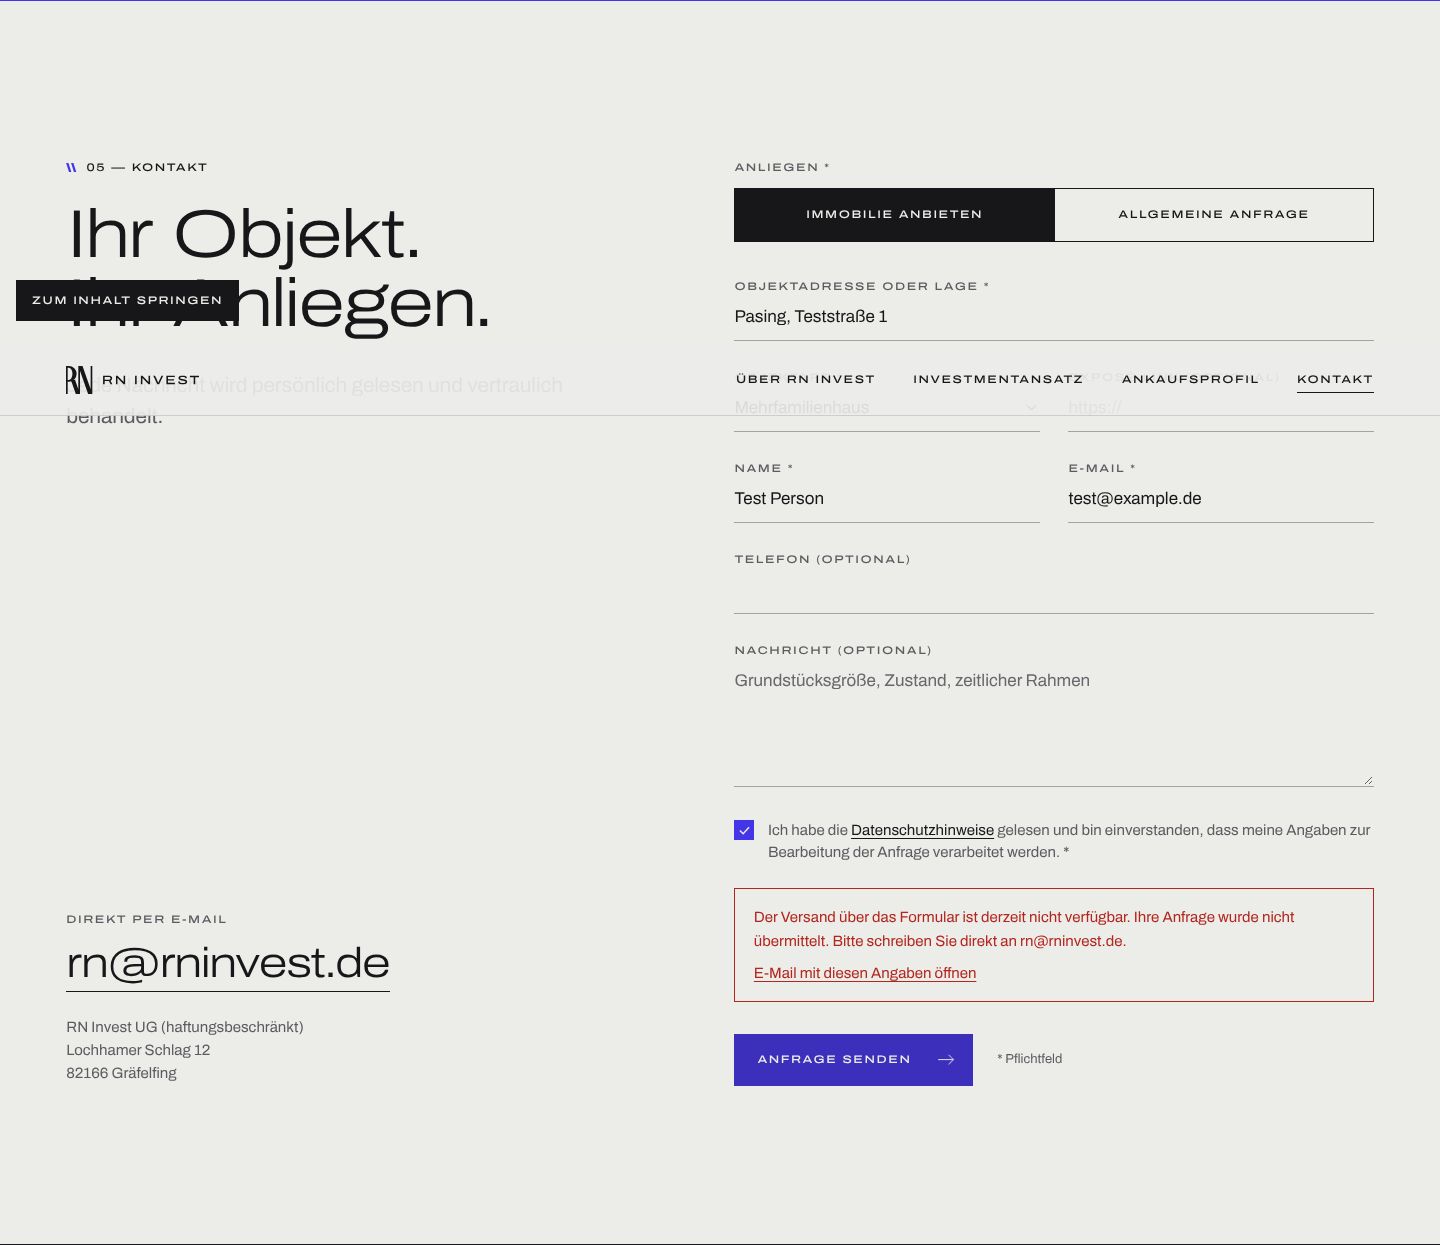 05 — KONTAKT
Ihr Objekt.
Ihr Anliegen.
ZUM INHALT SPRINGEN
RN RN INVEST
ÜBER RN INVEST
INVESTMENTANSATZ
ANKAUFSPROFIL
KONTAKT
Nachricht wird persönlich gelesen und vertraulich
behandelt.
DIREKT PER E-MAIL
rn@rninvest.de
RN Invest UG (haftungsbeschränkt)
Lochhamer Schlag 12
82166 Gräfelfing
ANLIEGEN *
IMMOBILIE ANBIETEN
ALLGEMEINE ANFRAGE
OBJEKTADRESSE ODER LAGE *
Pasing, Teststraße 1
Mehrfamilienhaus
https://
NAME *
Test Person
E-MAIL *
test@example.de
TELEFON (OPTIONAL)
NACHRICHT (OPTIONAL)
Grundstücksgröße, Zustand, zeitlicher Rahmen
Ich habe die Datenschutzhinweise gelesen und bin einverstanden, dass meine Angaben zur
Bearbeitung der Anfrage verarbeitet werden. *
Der Versand über das Formular ist derzeit nicht verfügbar. Ihre Anfrage wurde nicht
übermittelt. Bitte schreiben Sie direkt an rn@rninvest.de.
E-Mail mit diesen Angaben öffnen
ANFRAGE SENDEN
* Pflichtfeld